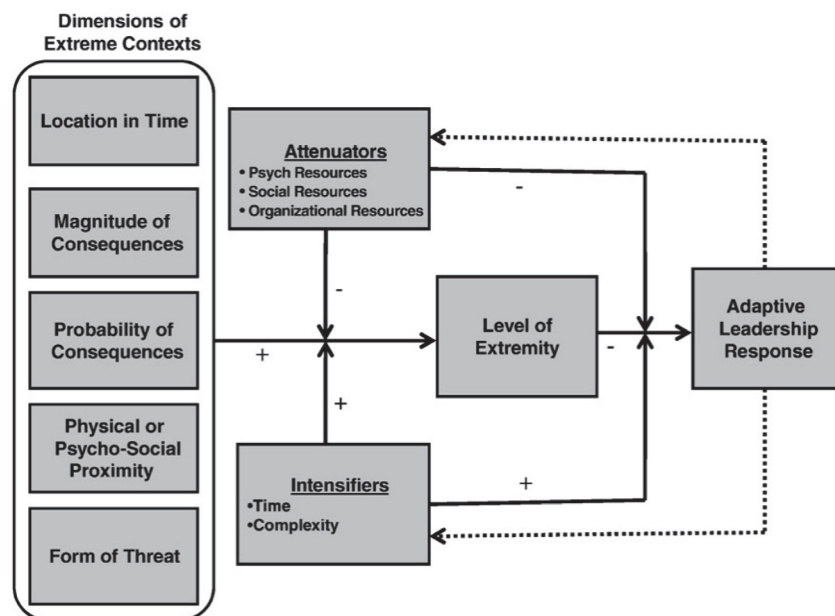 Dimensions of
Extreme Contexts
Location in Time
Magnitude of
Consequences
Probability of
Consequences
Physical or
Psycho-Social
Proximity
Form of Threat
Attenuators
• Psych Resources
• Social Resources
• Organizational Resources
-
-
+
+
Intensifiers
•Time
•Complexity
+
Level of
Extremity
-
Adaptive
Leadership
Response